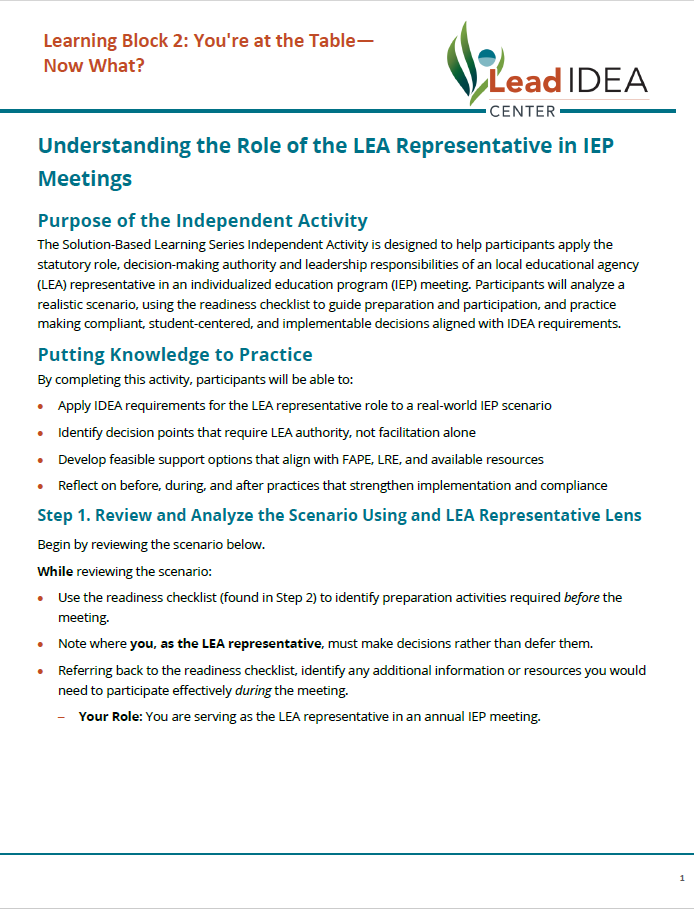 Learning Block 2: You're at the Table—
Now What?
Lead IDEA
CENTER
Understanding the Role of the LEA Representative in IEP
Meetings
Purpose of the Independent Activity
The Solution-Based Learning Series Independent Activity is designed to help participants apply the
statutory role, decision-making authority and leadership responsibilities of an local educational agency
(LEA) representative in an individualized education program (IEP) meeting. Participants will analyze a
realistic scenario, using the readiness checklist to guide preparation and participation, and practice
making compliant, student-centered, and implementable decisions aligned with IDEA requirements.
Putting Knowledge to Practice
By completing this activity, participants will be able to:
• Apply IDEA requirements for the LEA representative role to a real-world IEP scenario
• Identify decision points that require LEA authority, not facilitation alone
• Develop feasible support options that align with FAPE, LRE, and available resources
• Reflect on before, during, and after practices that strengthen implementation and compliance
Step 1. Review and Analyze the Scenario Using and LEA Representative Lens
Begin by reviewing the scenario below.
While reviewing the scenario:
• Use the readiness checklist (found in Step 2) to identify preparation activities required before the
meeting.
• Note where you, as the LEA representative, must make decisions rather than defer them.
• Referring back to the readiness checklist, identify any additional information or resources you would
need to participate effectively during the meeting.
– Your Role: You are serving as the LEA representative in an annual IEP meeting.
1